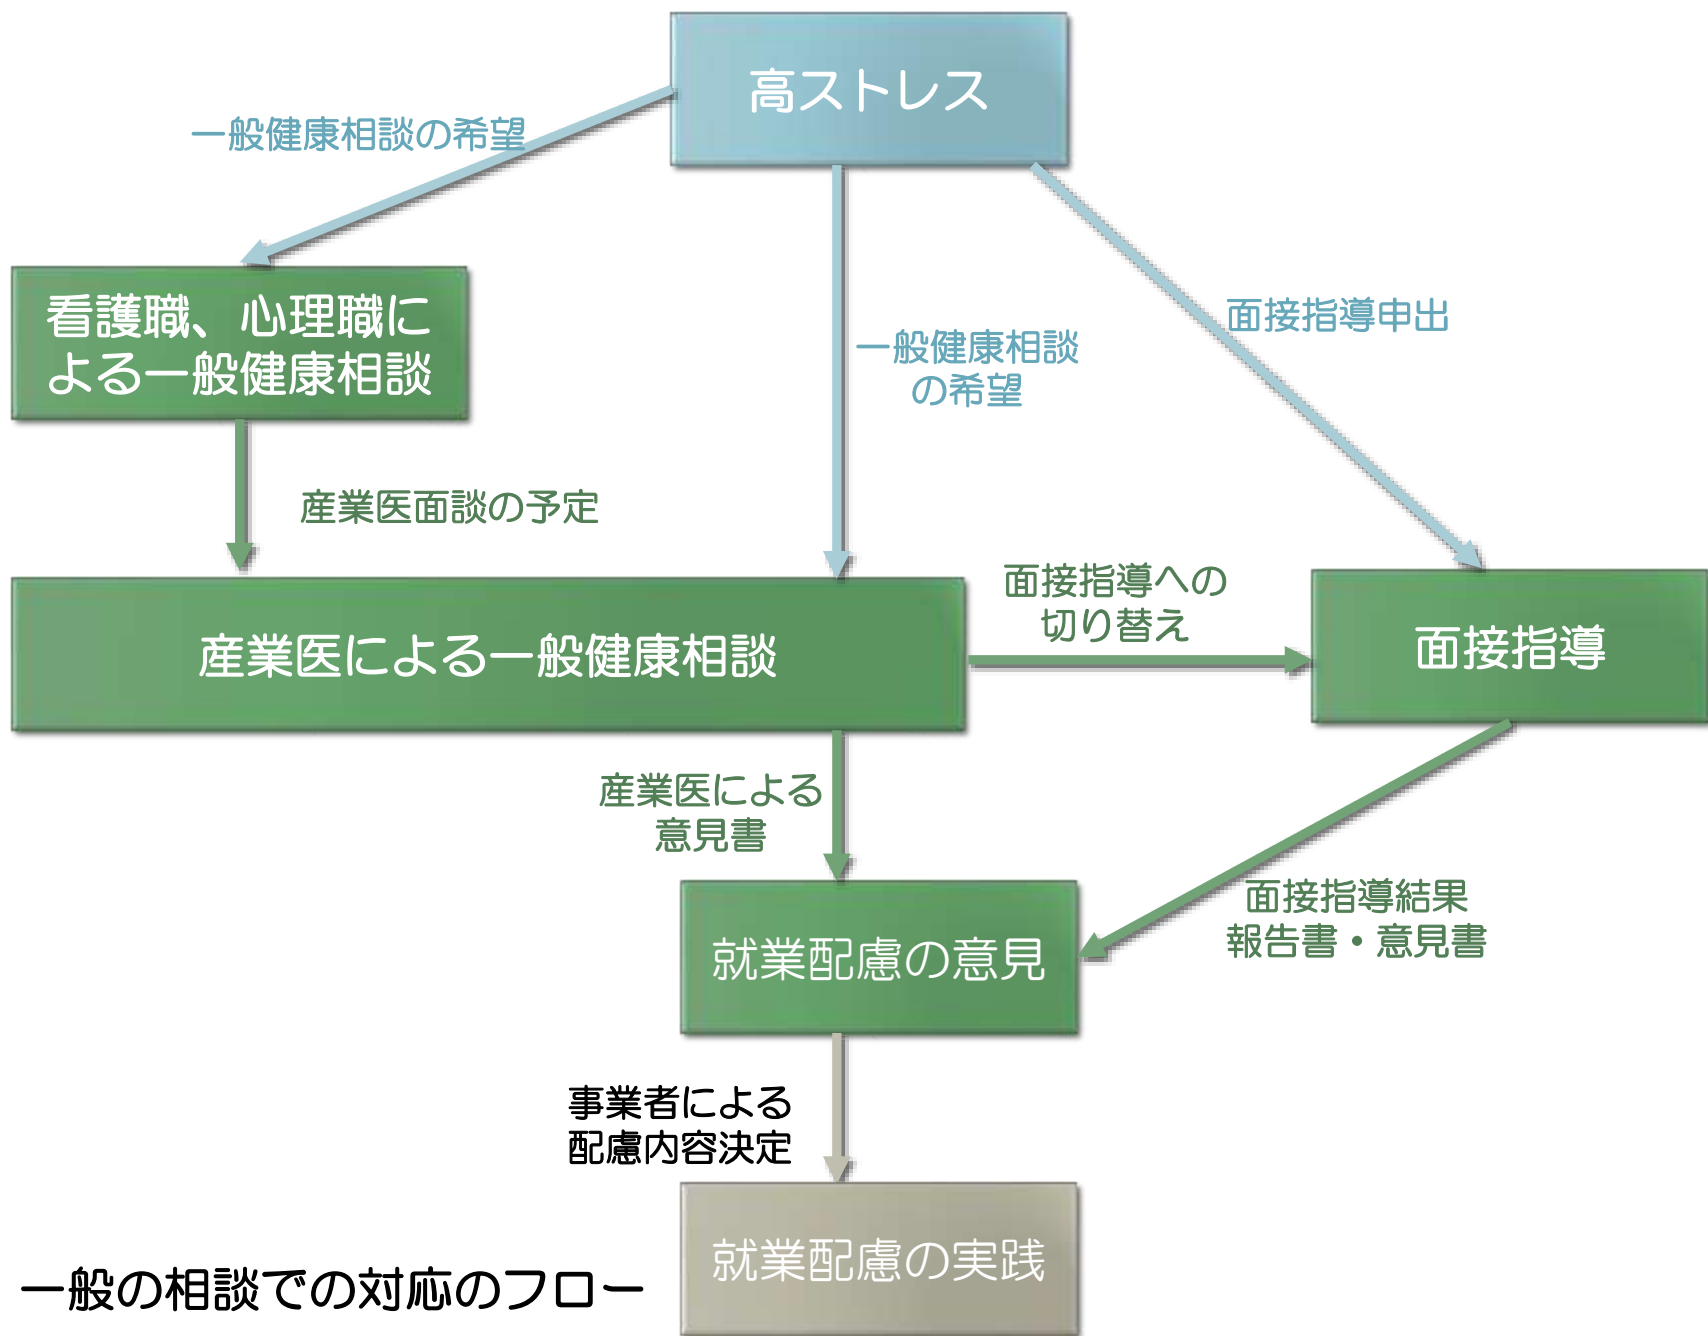 高ストレス
一般健康相談の希望
看護職、心理職に
よる一般健康相談
一般健康相談
の希望
面接指導申出
産業医面談の予定
産業医による一般健康相談
面接指導への
切り替え
面接指導
産業医による
意見書
面接指導結果
報告書・意見書
就業配慮の意見
事業者による
配慮内容決定
就業配慮の実践
一般の相談での対応のフロー